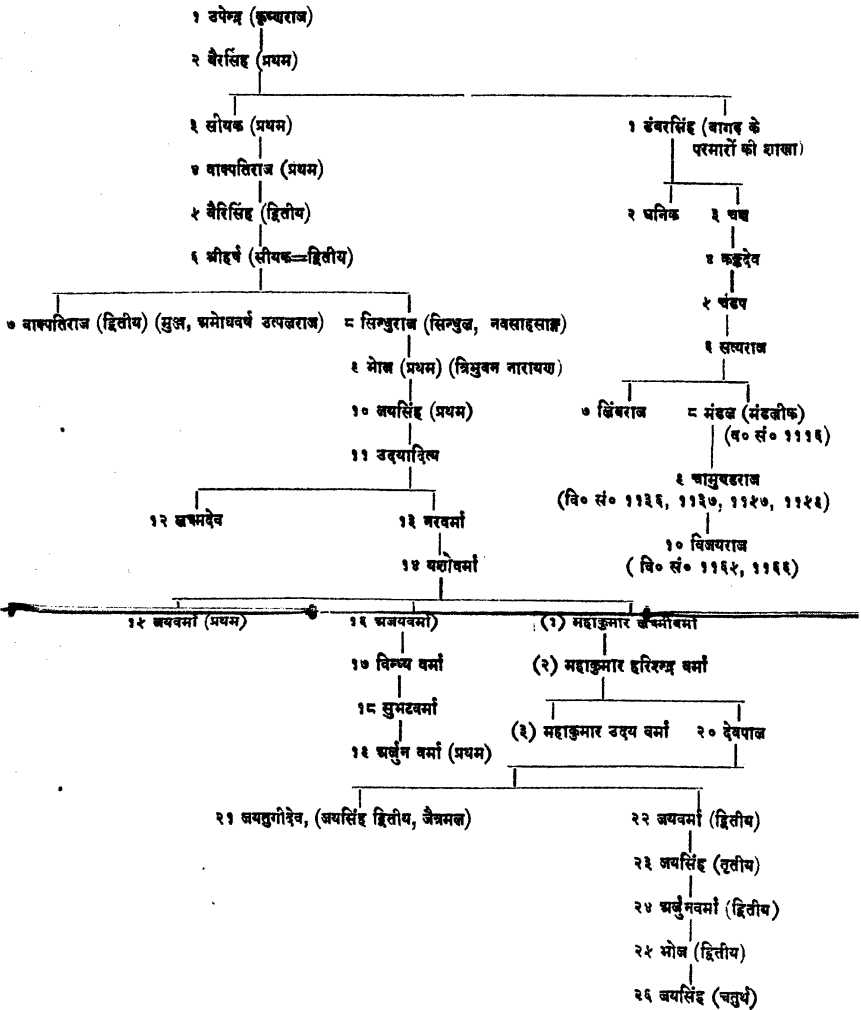 १ उपेन्द्र (कृष्णराज)
२ बैरसिंह (प्रथम)
३ सीयक (प्रथम)
१ डंबरसिंह (बागड़ के
परमारों की शाखा)
४ वाक्पतिराज (प्रथम)
५ वैरिसिंह (द्वितीय)
२ धनिक
३ चच्च
६ श्रीहर्ष (सीयक=द्वितीय)
४ कङ्कदेव
५ चंडप
७ वाक्पतिराज (द्वितीय) (मुञ्ज, अमोघवर्ष उत्पलराज)
८ सिन्धुराज (सिन्धुल, नवसाहसाङ्क)
६ सत्यराज
९ भोज (प्रथम) (त्रिभुवन नारायण)
१० जयसिंह (प्रथम)
७ लिंबराज
८ मंडल (मंडलीक)
(व० सं० १११६)
११ उदयादित्य
९ चामुण्डराज
(वि० सं० ११३६, ११३७, ११५७, ११५९)
१२ लक्ष्मदेव
१३ नरवर्मा
१० विजयराज
(वि० सं० ११६५, ११६६)
१४ यशोवर्मा
१५ जयवर्मा (प्रथम)
१६ अजयवर्मा)
(१) महाकुमार लक्ष्मीवर्मा
१७ विन्ध्य वर्मा
(२) महाकुमार हरिश्चन्द्र वर्मा
१८ सुभटवर्मा
(३) महाकुमार उदय वर्मा
२० देवपाल
१९ अर्जुन वर्मा (प्रथम)
२१ जयतुगीदेव, (जयसिंह द्वितीय, जैत्रमल)
२२ जयवर्मा (द्वितीय)
२३ जयसिंह (तृतीय)
२४ अर्जुनवर्मा (द्वितीय)
२५ भोज (द्वितीय)
२६ जयसिंह (चतुर्थ)